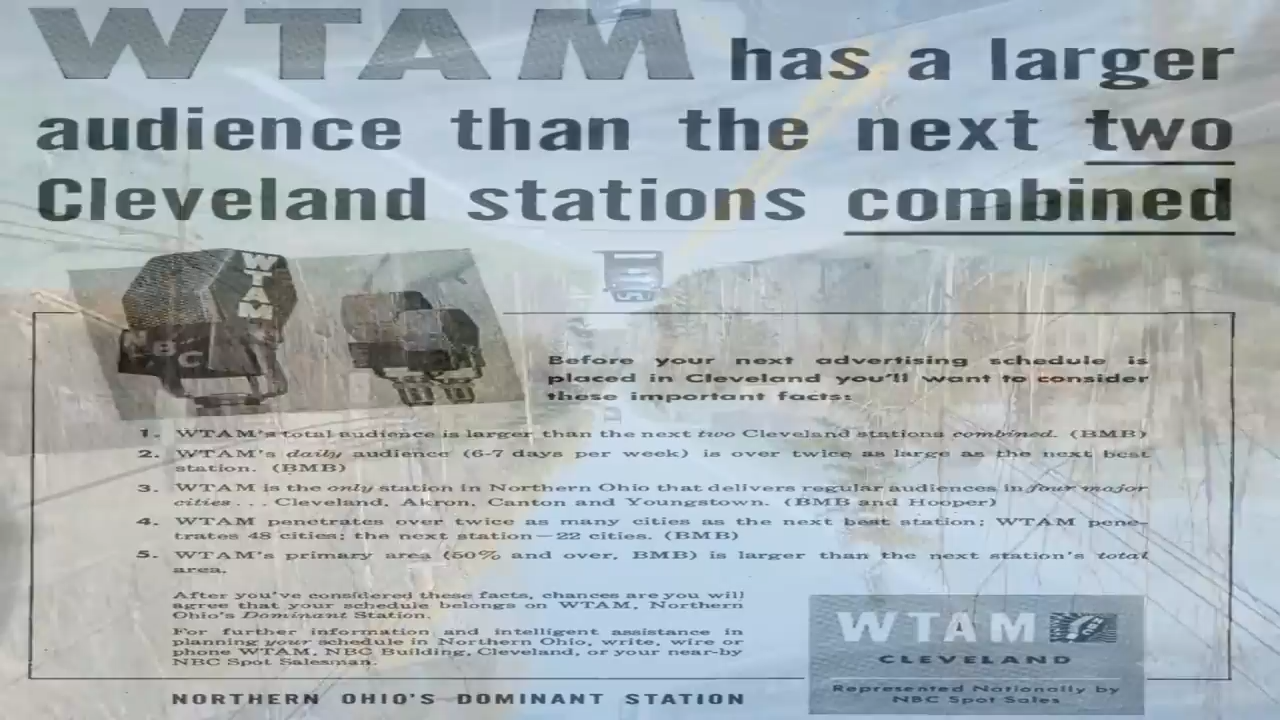 WTAM has a larger
audience than the next two
Cleveland stations combined
WTAM
NBC
Before your next advertising schedule is
placed in Cleveland you'll want to consider
these important facts:
1. WTAM's total audience is larger than the next two Cleveland stations combined. (BMB)
2. WTAM's daily audience (6-7 days per week) is over twice as large as the next best
station. (BMB)
3. WTAM is the only station in Northern Ohio that delivers regular audiences in four major
cities . . . Cleveland, Akron, Canton and Youngstown. (BMB and Hooper)
4. WTAM penetrates over twice as many cities as the next best station; WTAM pene-
trates 48 cities; the next station—22 cities. (BMB)
5. WTAM's primary area (50% and over, BMB) is larger than the next station's total
area.
After you've considered these facts, chances are you will
agree that your schedule belongs on WTAM, Northern
Ohio's Dominant Station.
For further information and intelligent assistance in
planning your schedule in Northern Ohio, write, wire or
phone WTAM, NBC Building, Cleveland, or your near-by
NBC Spot Salesman.
NORTHERN OHIO'S DOMINANT STATION
WTAM
CLEVELAND
Represented Nationally by
NBC Spot Sales